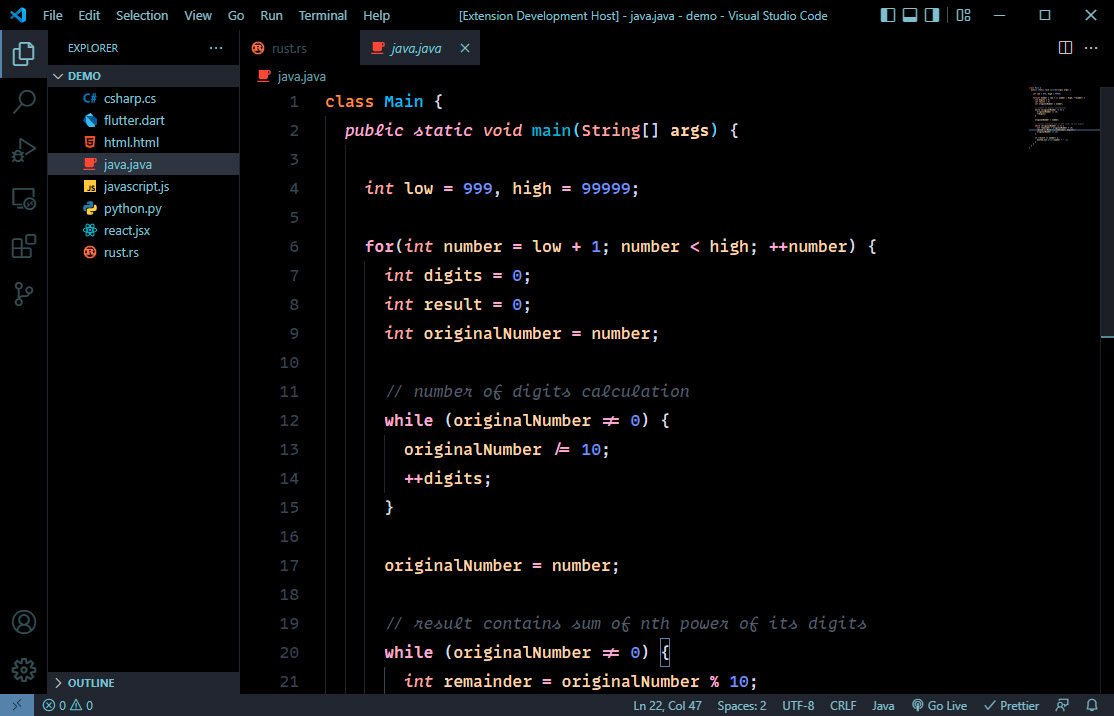 File Edit Selection View Go Run Terminal Help [Extension Development Host] - java.java - demo - Visual Studio Code
EXPLORER
DEMO
C# csharp.cs
flutter.dart
html.html
java.java
JS javascript.js
python.py
react.jsx
rust.rs
OUTLINE
rust.rs java.java
java.java
1 class Main {
2 public static void main(String[] args) {
3
4 int low = 999, high = 99999;
5
6 for(int number = low + 1; number < high; ++number) {
7 int digits = 0;
8 int result = 0;
9 int originalNumber = number;
10
11 // number of digits calculation
12 while (originalNumber ≠ 0) {
13 originalNumber /= 10;
14 ++digits;
15 }
16
17 originalNumber = number;
18
19 // result contains sum of nth power of its digits
20 while (originalNumber ≠ 0) {
21 int remainder = originalNumber % 10;
0 0 Ln 22, Col 47 Spaces: 2 UTF-8 CRLF Java Go Live Prettier